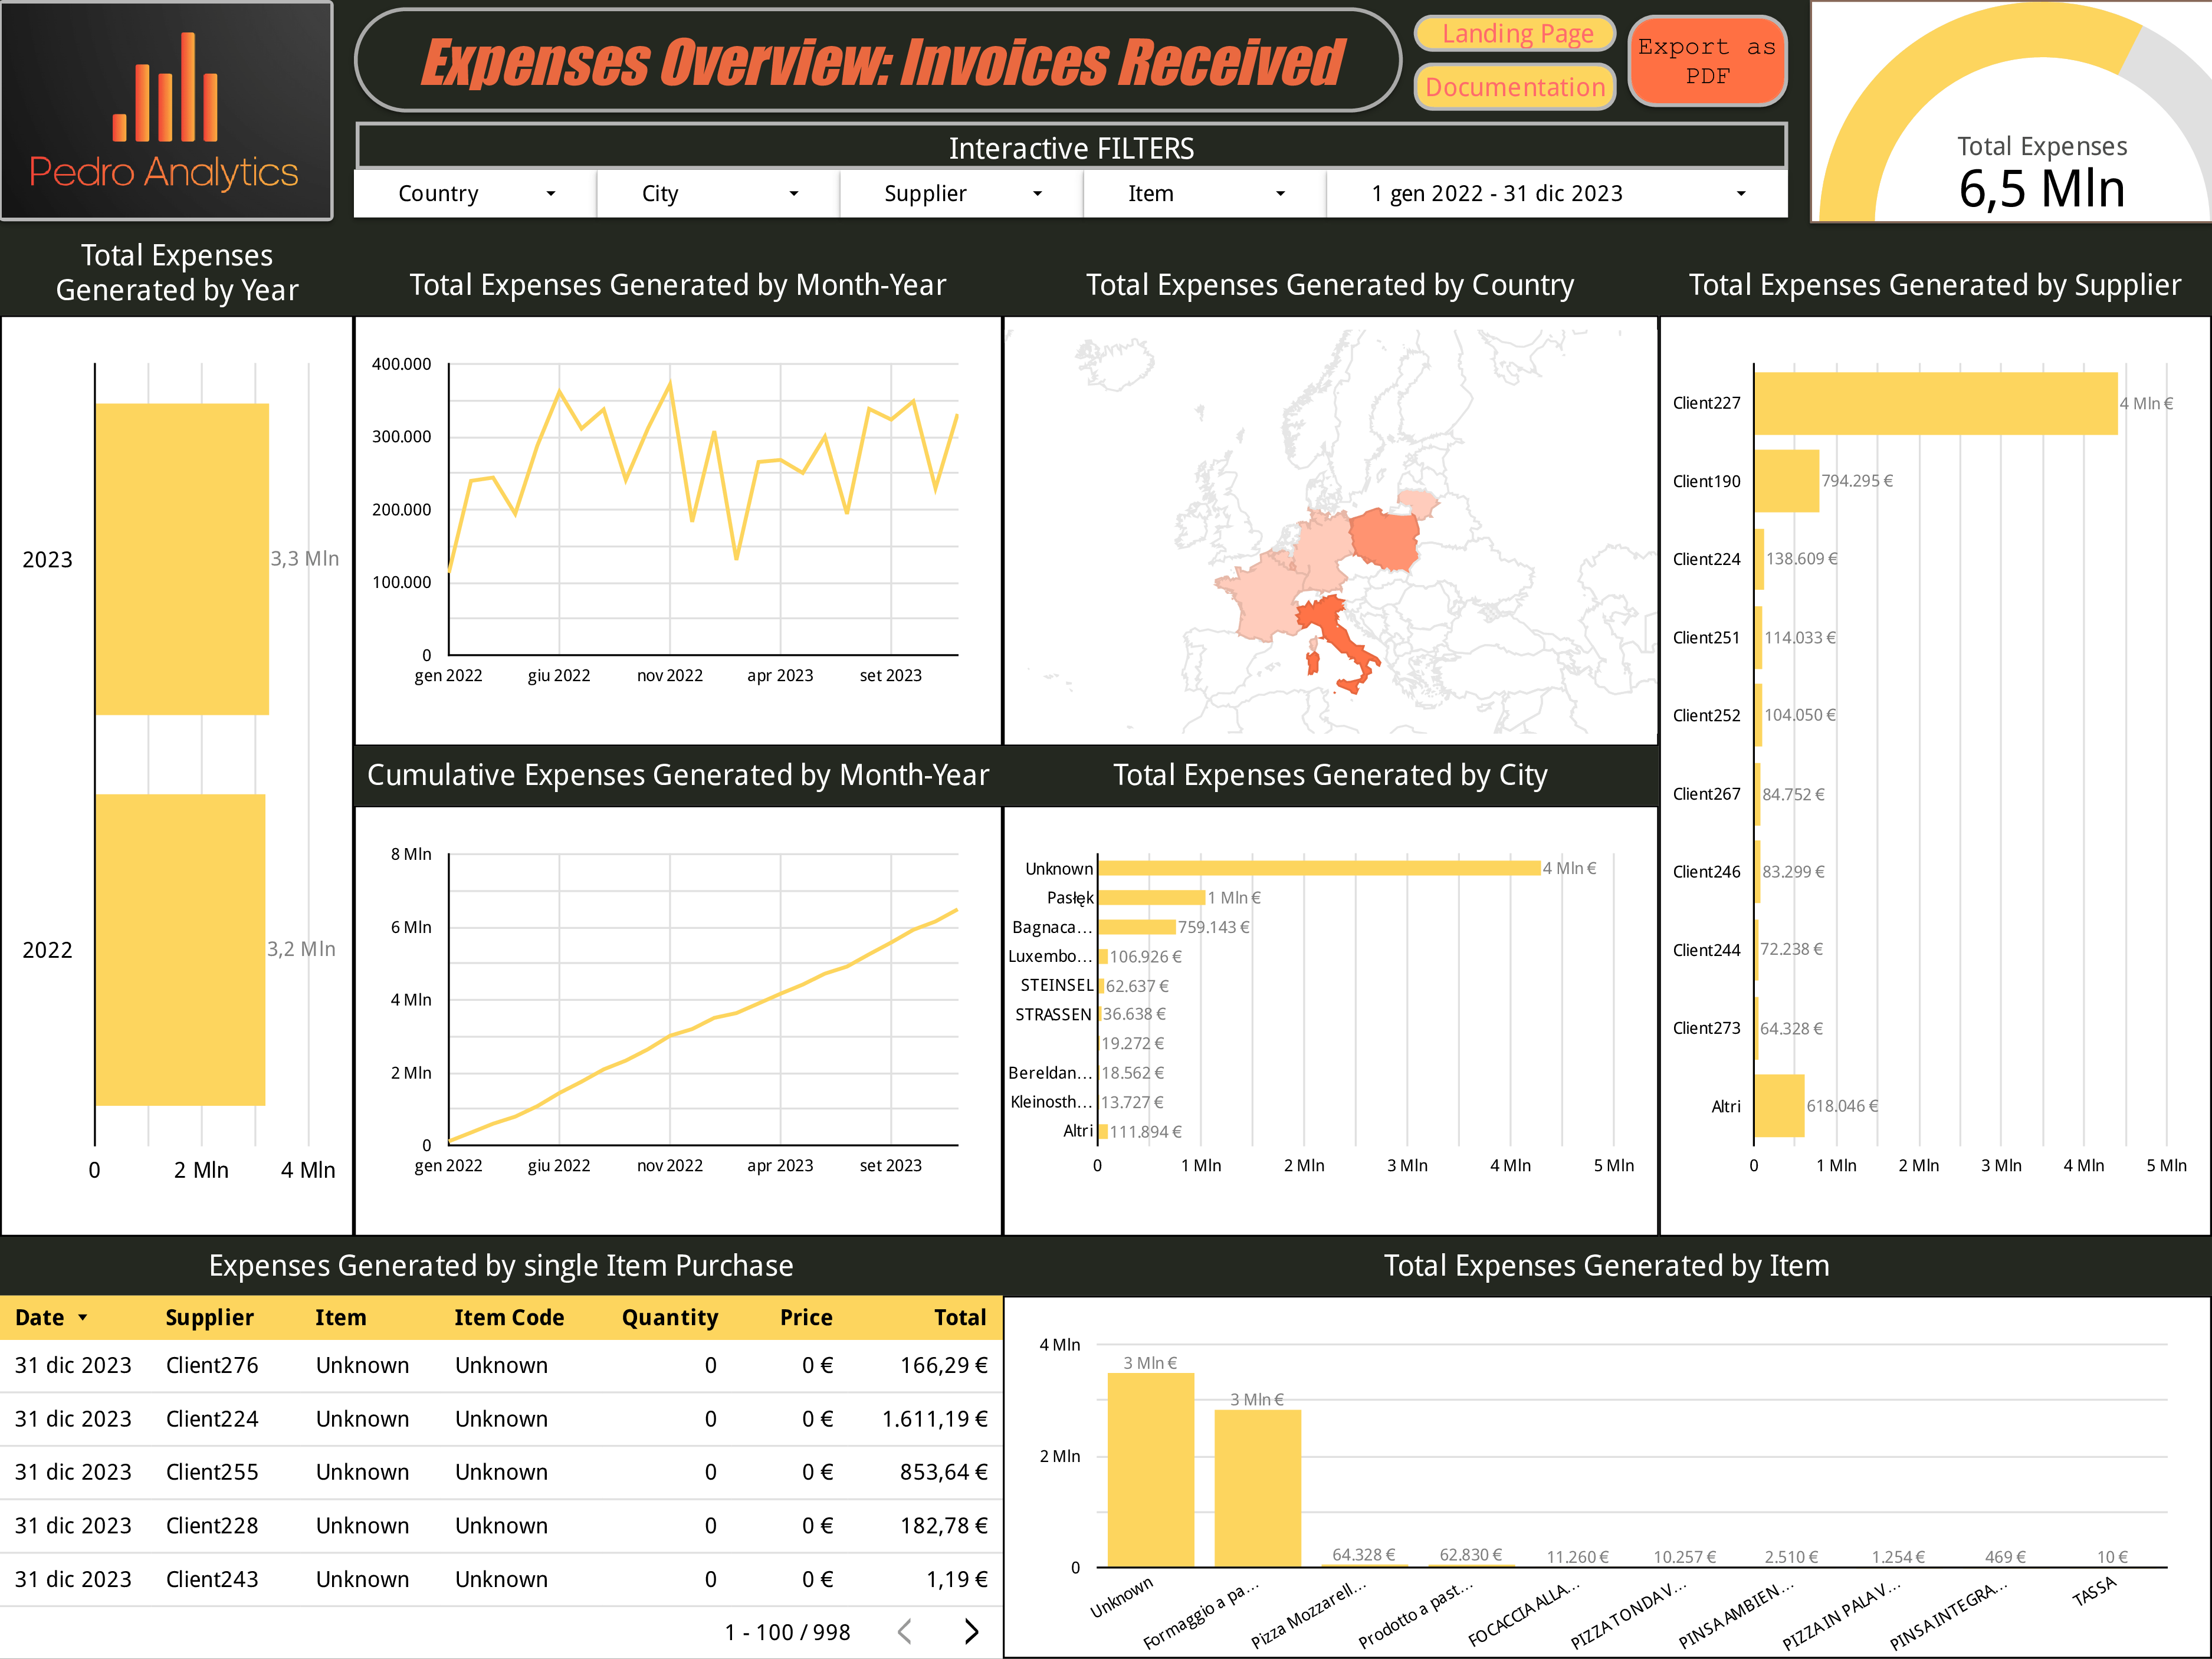 Pedro Analytics
Expenses Overview: Invoices Received
Landing Page
Documentation
Export as
PDF
Total Expenses
6,5 Mln
Interactive FILTERS
Country
City
Supplier
Item
1 gen 2022 - 31 dic 2023
Total Expenses
Generated by Year
2023
3,3 Mln
2022
3,2 Mln
0 2 Mln 4 Mln
Total Expenses Generated by Month-Year
400.000
300.000
200.000
100.000
0
gen 2022 giu 2022 nov 2022 apr 2023 set 2023
Total Expenses Generated by Country
Total Expenses Generated by Supplier
Client227 4 Mln €
Client190 794.295 €
Client224 138.609 €
Client251 114.033 €
Client252 104.050 €
Client267 84.752 €
Client246 83.299 €
Client244 72.238 €
Client273 64.328 €
Altri 618.046 €
0 1 Mln 2 Mln 3 Mln 4 Mln 5 Mln
Cumulative Expenses Generated by Month-Year
8 Mln
6 Mln
4 Mln
2 Mln
0
gen 2022 giu 2022 nov 2022 apr 2023 set 2023
Total Expenses Generated by City
Unknown 4 Mln €
Pasłęk 1 Mln €
Bagnaca... 759.143 €
Luxembo... 106.926 €
STEINSEL 62.637 €
STRASSEN 36.638 €
19.272 €
Bereldan... 18.562 €
Kleinosth... 13.727 €
Altri 111.894 €
0 1 Mln 2 Mln 3 Mln 4 Mln 5 Mln
Expenses Generated by single Item Purchase
Date Supplier Item Item Code Quantity Price Total
31 dic 2023 Client276 Unknown Unknown 0 0 € 166,29 €
31 dic 2023 Client224 Unknown Unknown 0 0 € 1.611,19 €
31 dic 2023 Client255 Unknown Unknown 0 0 € 853,64 €
31 dic 2023 Client228 Unknown Unknown 0 0 € 182,78 €
31 dic 2023 Client243 Unknown Unknown 0 0 € 1,19 €
1 - 100 / 998
Total Expenses Generated by Item
4 Mln
2 Mln
0
3 Mln €
3 Mln €
64.328 €
62.830 €
11.260 €
10.257 €
2.510 €
1.254 €
469 €
10 €
Unknown
Formaggio a pa...
Pizza Mozzarell...
Prodotto a past...
FOCACCIA ALLA...
PIZZA TONDA V...
PINSA AMBIEN...
PIZZA IN PALA V...
PINSA INTEGRA...
TASSA